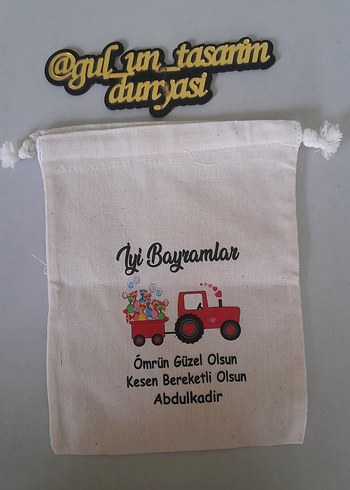 @gul_un_tasarim
dunyasi
İyi Bayramlar
Ömrün Güzel Olsun
Kesen Bereketli Olsun
Abdulkadir